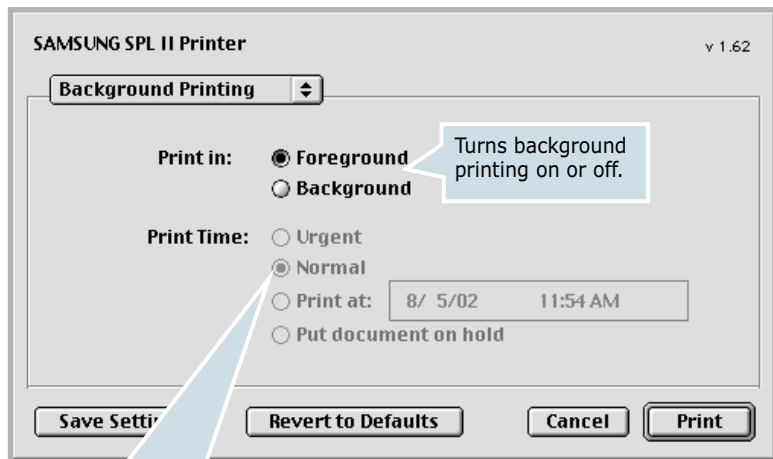 SAMSUNG SPL II Printer
v 1.62
Background Printing
Print in:
Foreground
Background
Turns background
printing on or off.
Print Time:
Urgent
Normal
Print at: 8/ 5/02 11:54 AM
Put document on hold
Save
Revert to Defaults
Cancel
Print